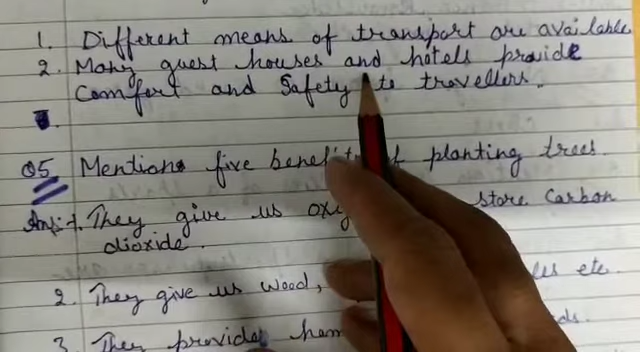 1. Different means of transport are available
2. Many guest houses and hotels provide
Comfort and Safety to travellers.
Q5 Mention five benefits of planting trees.
Ans:- 1. They give us store Carbon
dioxide.
2. They give us wood, etc.
3. They provide